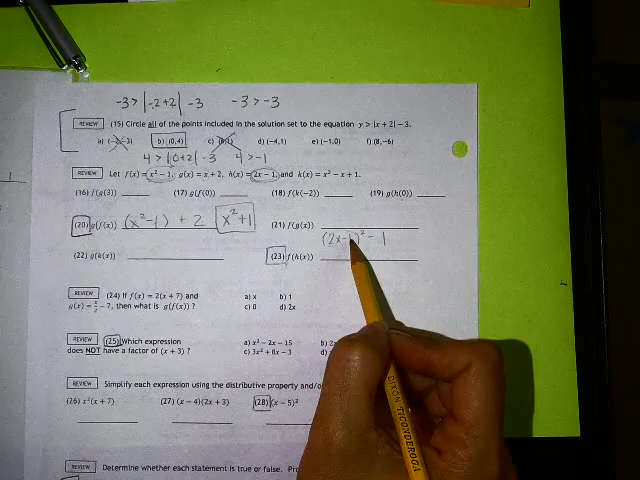 -3 > |-2+2| -3 -3 > -3
REVIEW (15) Circle all of the points included in the solution set to the equation y > |x + 2| - 3.
b) (0,4) d) (-4,1) e) (-1,0) f) (8,-6)
4 > |0+2| -3 4 > -1
REVIEW Let f(x) = x² - 1, g(x) = x + 2, h(x) = 2x - 1, and k(x) = x² - x + 1.
(16) f(g(3)) (17) g(f(0)) (18) f(k(-2)) (19) g(h(0))
(20) g(f(x)) (x²-1) + 2 x²+1 (21) f(g(x))
(2x-1)² - 1
(22) g(k(x)) (23) f(h(x))
REVIEW (24) If f(x) = 2(x + 7) and a) x b) 1
g(x) = x/2 - 7, then what is g(f(x))? c) 0 d) 2x
REVIEW (25) Which expression a) x² - 2x - 15
does NOT have a factor of (x + 3) ? c) 3x² + 8x - 3
REVIEW Simplify each expression using the distributive property
(26) x²(x + 7) (27) (x - 4)(2x + 3) (28) (x - 5)²
REVIEW Determine whether each statement is true or false.
DIXON TICONDEROGA